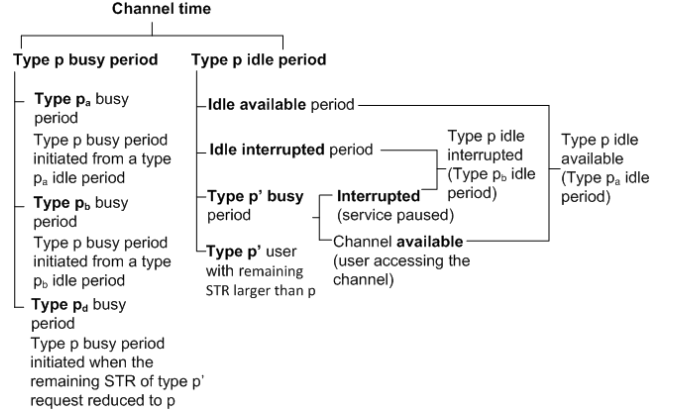 Channel time
Type p busy period
Type pₐ busy
period
Type p busy period
initiated from a type
pₐ idle period
Type p_b busy
period
Type p busy period
initiated from a type
p_b idle period
Type p_d busy
period
Type p busy period
initiated when the
remaining STR of type p'
request reduced to p
Type p idle period
Idle available period
Idle interrupted period
Type p' busy
period
Type p' user
with remaining
STR larger than p
Interrupted
(service paused)
Channel available
(user accessing the
channel)
Type p idle
interrupted
(Type p_b idle
period)
Type p idle
available
(Type pₐ idle
period)